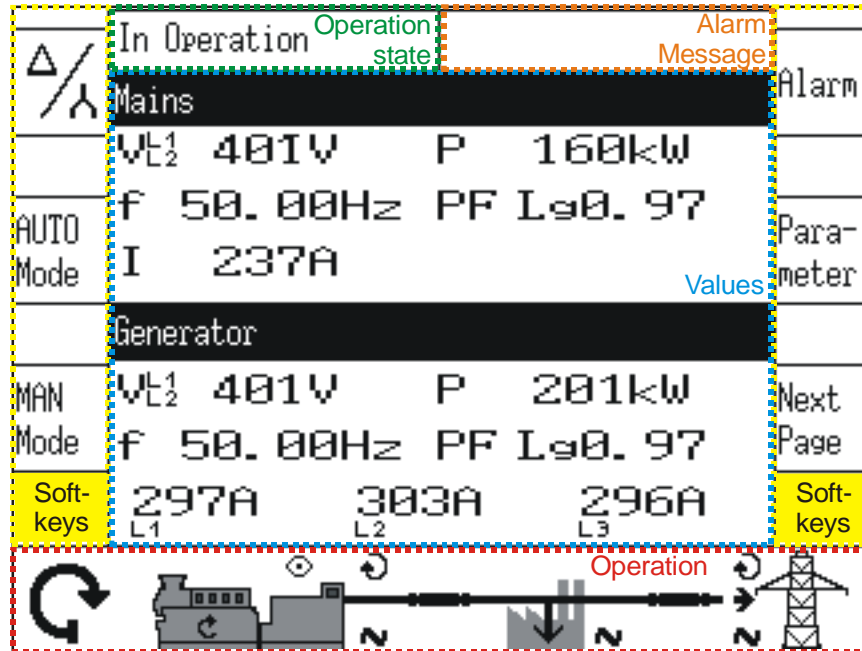 In Operation
Operation
state
Alarm
Message
Alarm
Mains
VL1
L2 401V P 160kW
f 50.00Hz PF Lg0.97
I 237A
AUTO
Mode
Para-
meter
Values
Generator
VL1
L2 401V P 201kW
f 50.00Hz PF Lg0.97
MAN
Mode
Next
Page
297A 303A 296A
L1 L2 L3
Soft-
keys
Soft-
keys
Operation